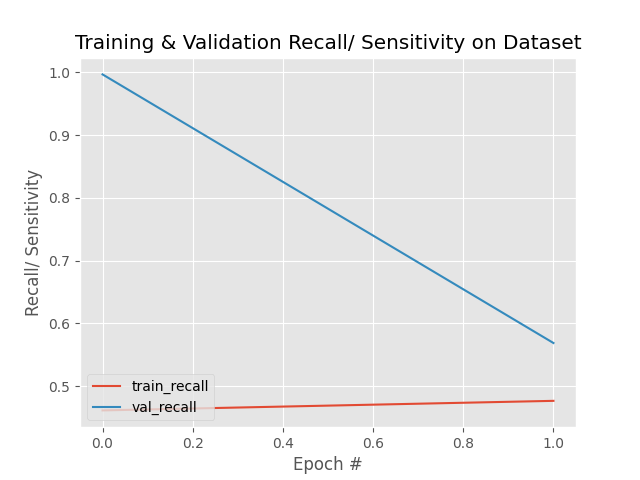 Training & Validation Recall/ Sensitivity on Dataset
1.0
0.9
0.8
0.7
0.6
0.5
Recall/ Sensitivity
train_recall
val_recall
0.0 0.2 0.4 0.6 0.8 1.0
Epoch #